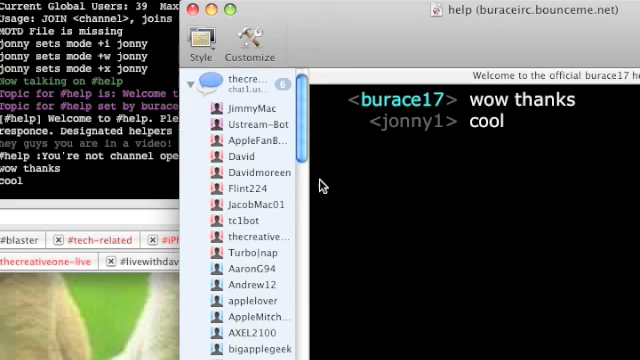 Current Global Users: 39 Max
Usage: JOIN <channel>, joins
MOTD File is missing
jonny sets mode +i jonny
jonny sets mode +w jonny
jonny sets mode +x jonny
Now talking on #help
Topic for #help is: Welcome t
Topic for #help set by burace
[#help] Welcome to #help. Ple
responce. Designated helpers
hey guys you are in a video!
#help :You're not channel ope
wow thanks
cool
#blaster
#tech-related
#iPh
thecreativeone-live
#livewithdav
help (buraceirc.bounceme.net)
Style
Customize
Welcome to the official burace17 he
thecre...
chat1.us...
6
JimmyMac
Ustream-Bot
AppleFanB...
David
Davidmoreen
Flint224
JacobMac01
tc1bot
thecreative...
Turbo|nap
AaronG94
Andrew12
applelover
AppleMitch...
AXEL2100
bigapplegeek
<burace17> wow thanks
<jonny1> cool